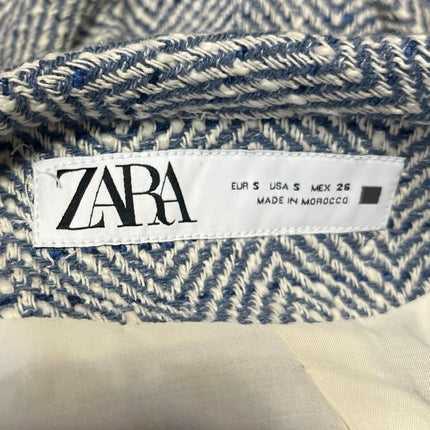 ZARA
EUR S USA S MEX 26
MADE IN MOROCCO